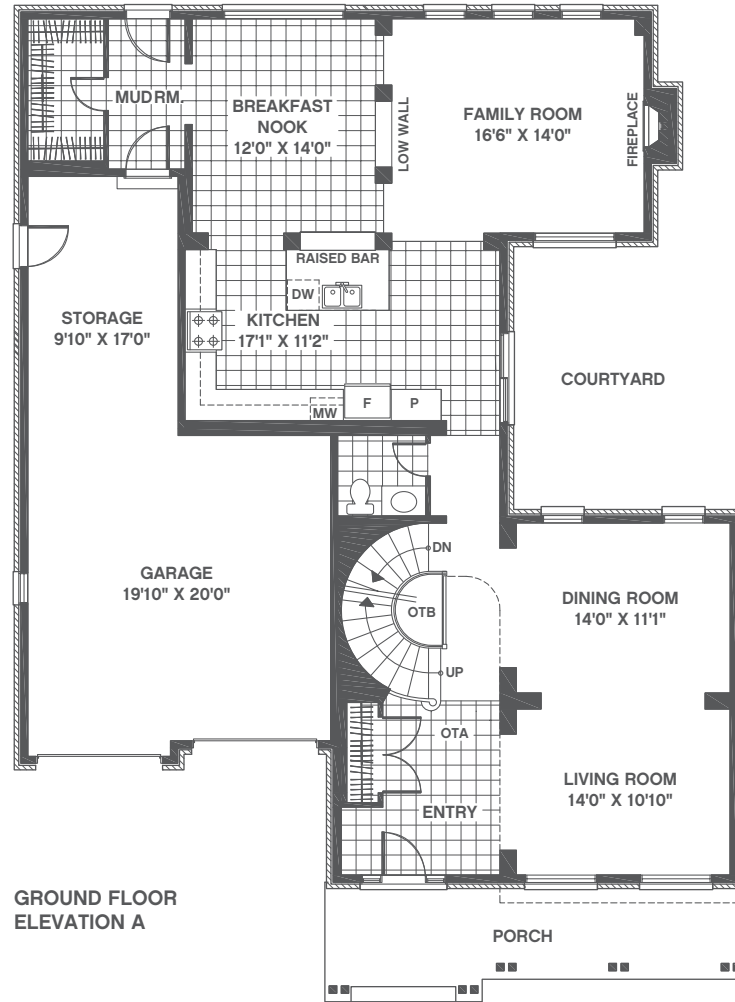 MUD RM.
BREAKFAST
NOOK
12'0" X 14'0"
LOW WALL
FAMILY ROOM
16'6" X 14'0"
FIREPLACE
RAISED BAR
DW
STORAGE
9'10" X 17'0"
KITCHEN
17'1" X 11'2"
MW
F
P
COURTYARD
DN
OTB
UP
GARAGE
19'10" X 20'0"
DINING ROOM
14'0" X 11'1"
OTA
ENTRY
LIVING ROOM
14'0" X 10'10"
GROUND FLOOR
ELEVATION A
PORCH